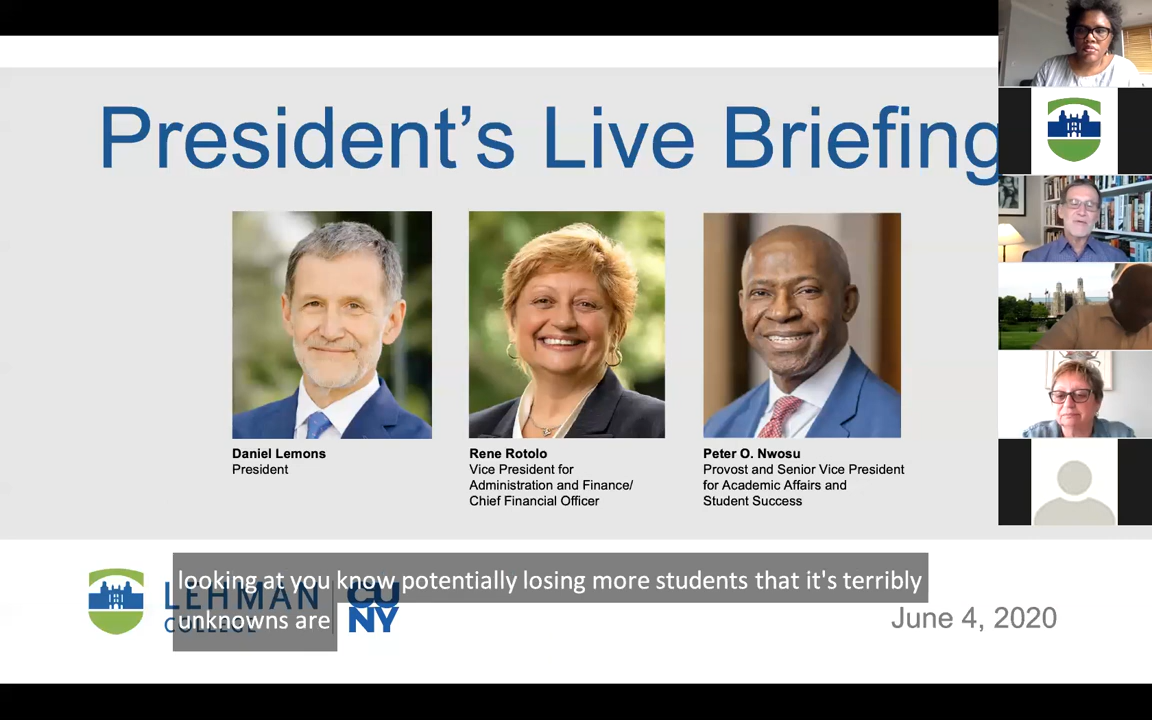 President's Live Briefing
Daniel Lemons
President
Rene Rotolo
Vice President for
Administration and Finance/
Chief Financial Officer
Peter O. Nwosu
Provost and Senior Vice President
for Academic Affairs and
Student Success
looking at you know potentially losing more students that it's terribly
unknowns are
LEHMAN
COLLEGE
CU
NY
June 4, 2020